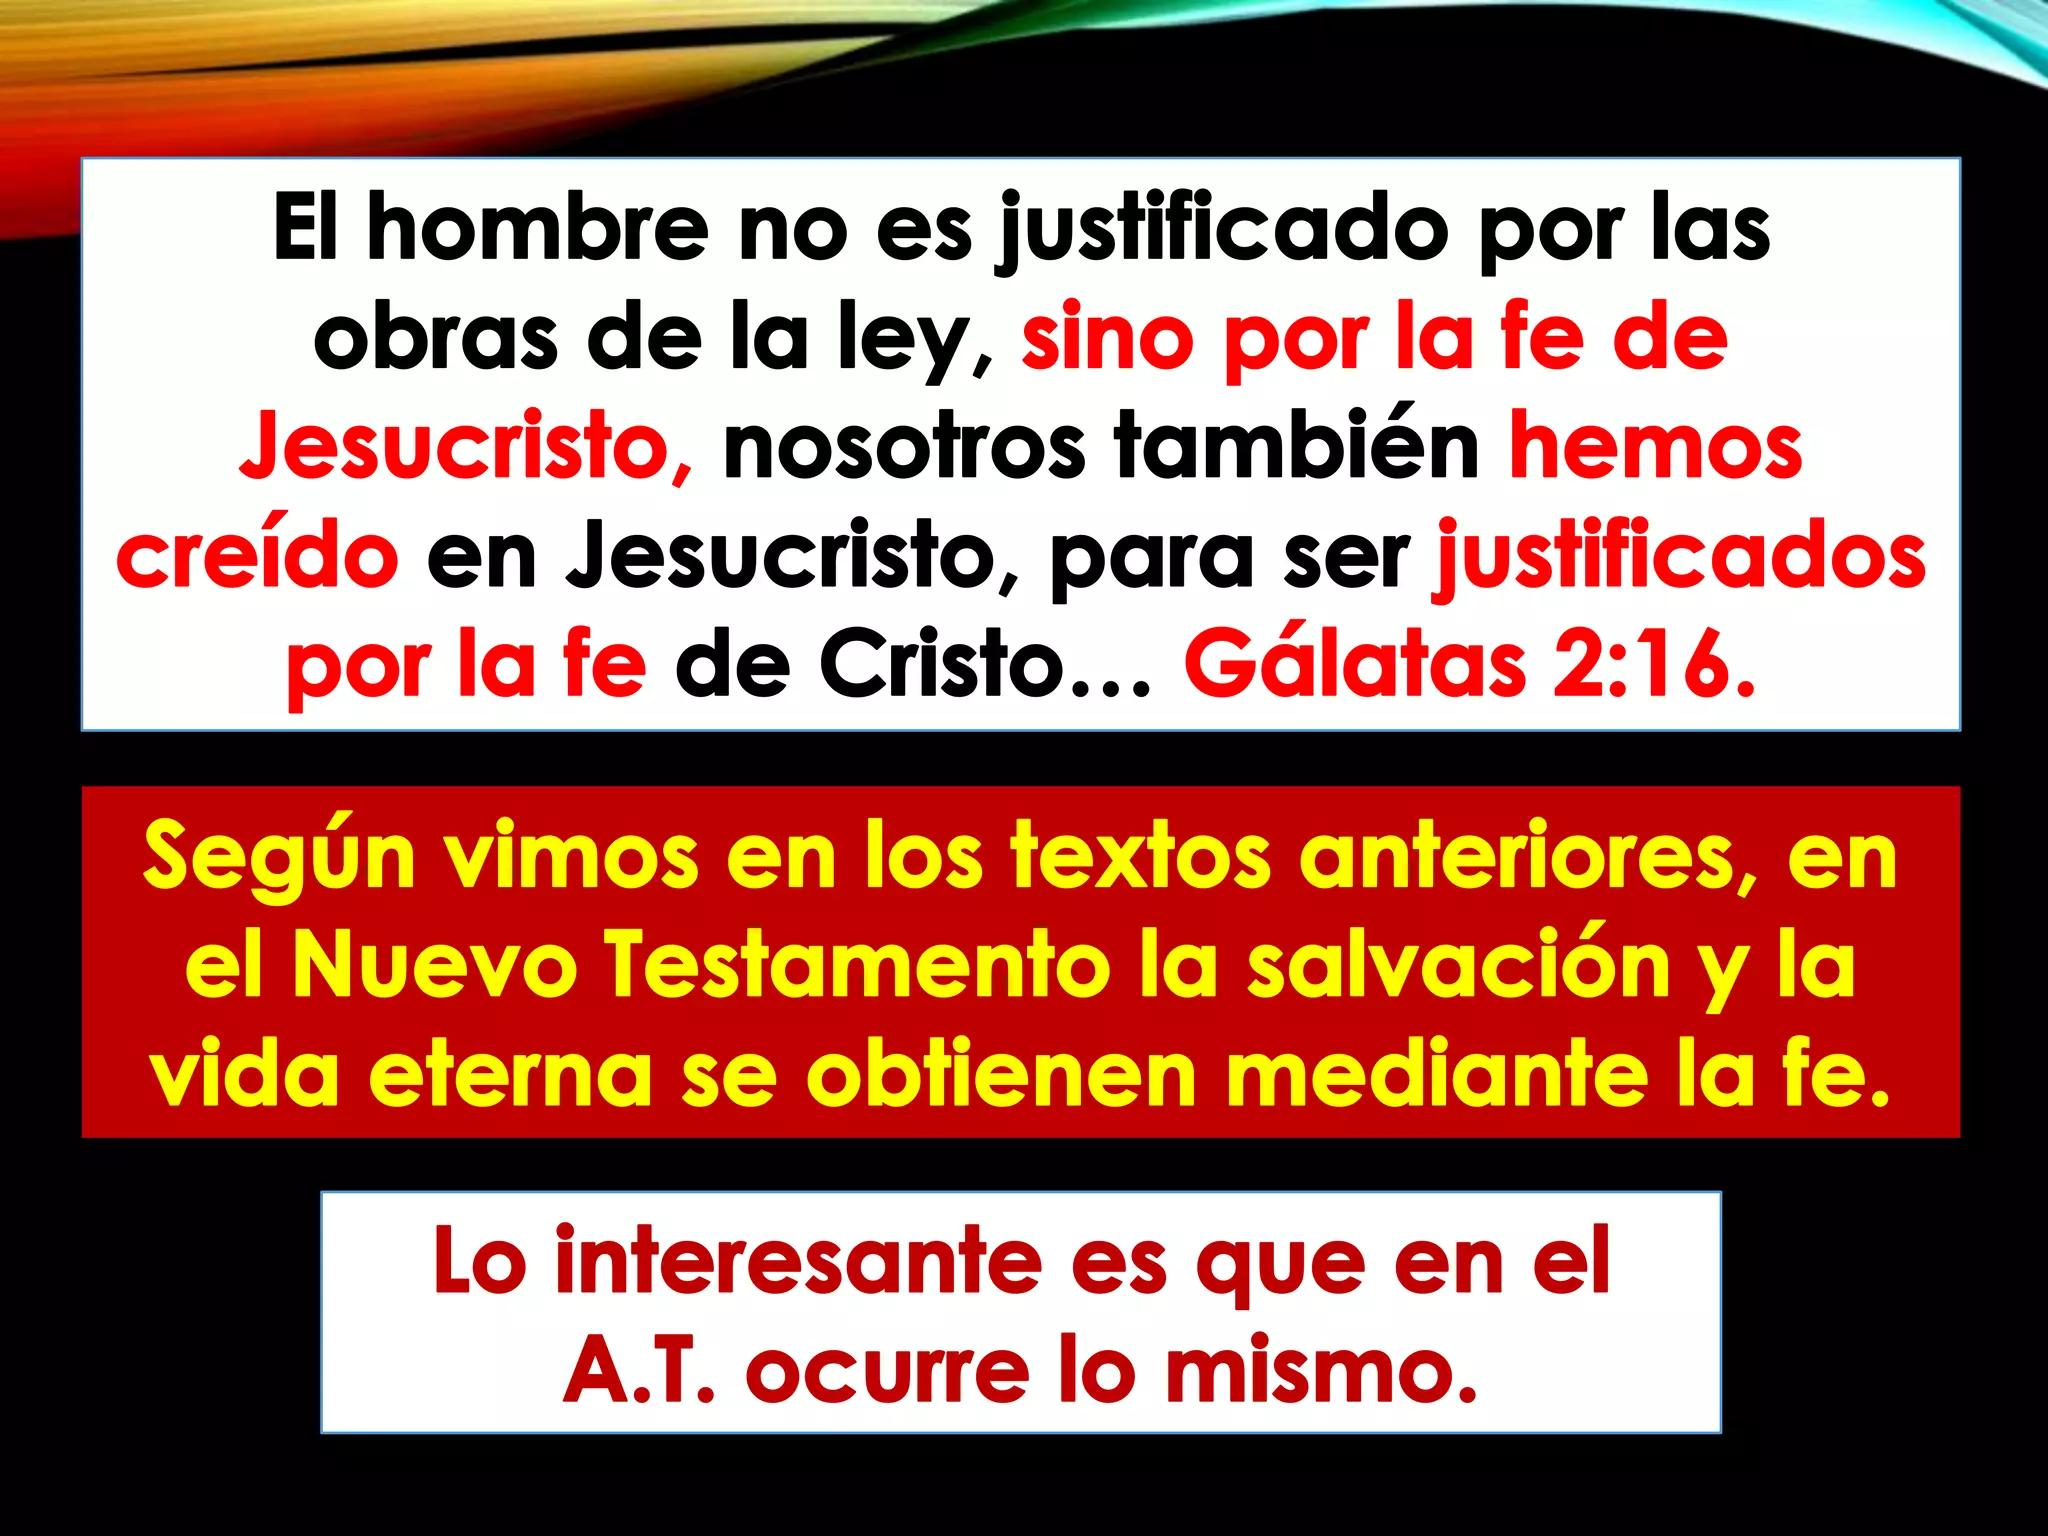 El hombre no es justificado por las
obras de la ley, sino por la fe de
Jesucristo, nosotros también hemos
creído en Jesucristo, para ser justificados
por la fe de Cristo… Gálatas 2:16.
Según vimos en los textos anteriores, en
el Nuevo Testamento la salvación y la
vida eterna se obtienen mediante la fe.
Lo interesante es que en el
A.T. ocurre lo mismo.